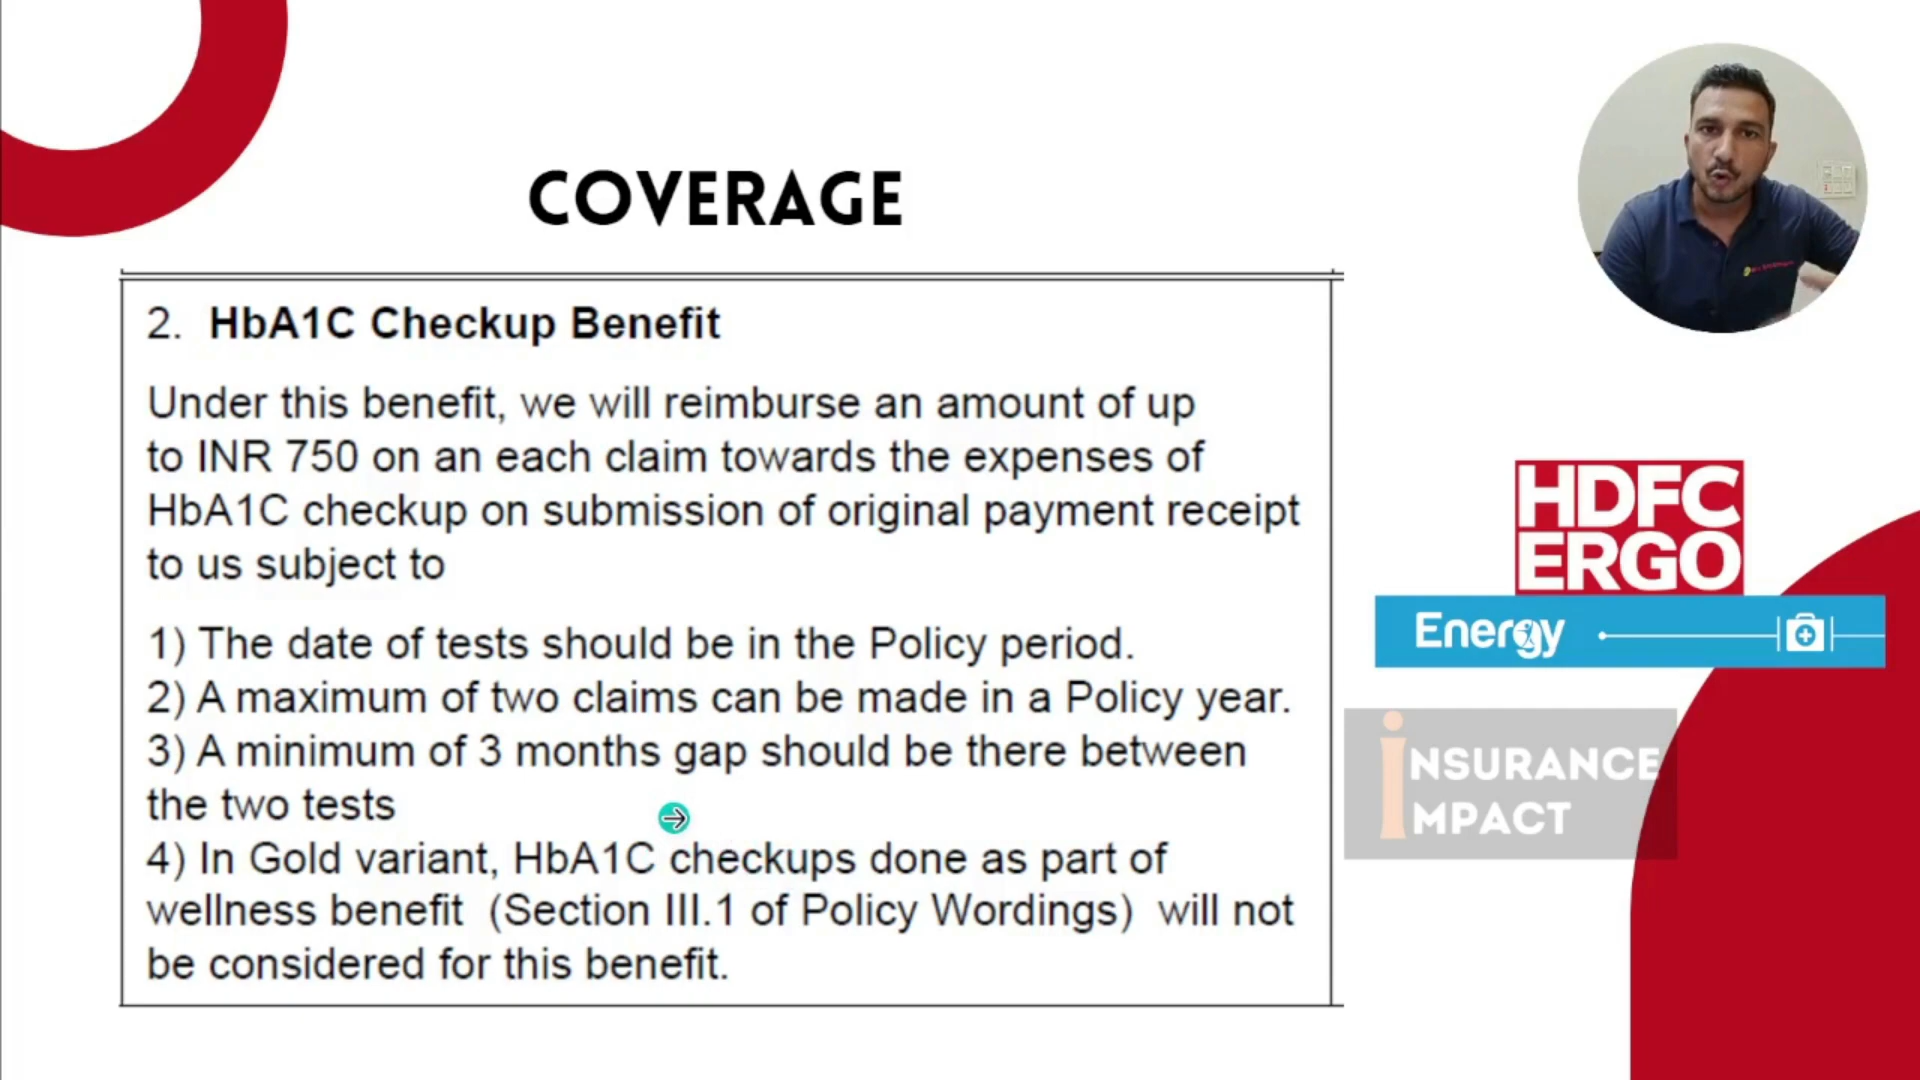 COVERAGE
2. HbA1C Checkup Benefit
Under this benefit, we will reimburse an amount of up
to INR 750 on an each claim towards the expenses of
HbA1C checkup on submission of original payment receipt
to us subject to
1) The date of tests should be in the Policy period.
2) A maximum of two claims can be made in a Policy year.
3) A minimum of 3 months gap should be there between
the two tests
4) In Gold variant, HbA1C checkups done as part of
wellness benefit (Section III.1 of Policy Wordings) will not
be considered for this benefit.
HDFC
ERGO
Energy
iNSURANCE
iMPACT